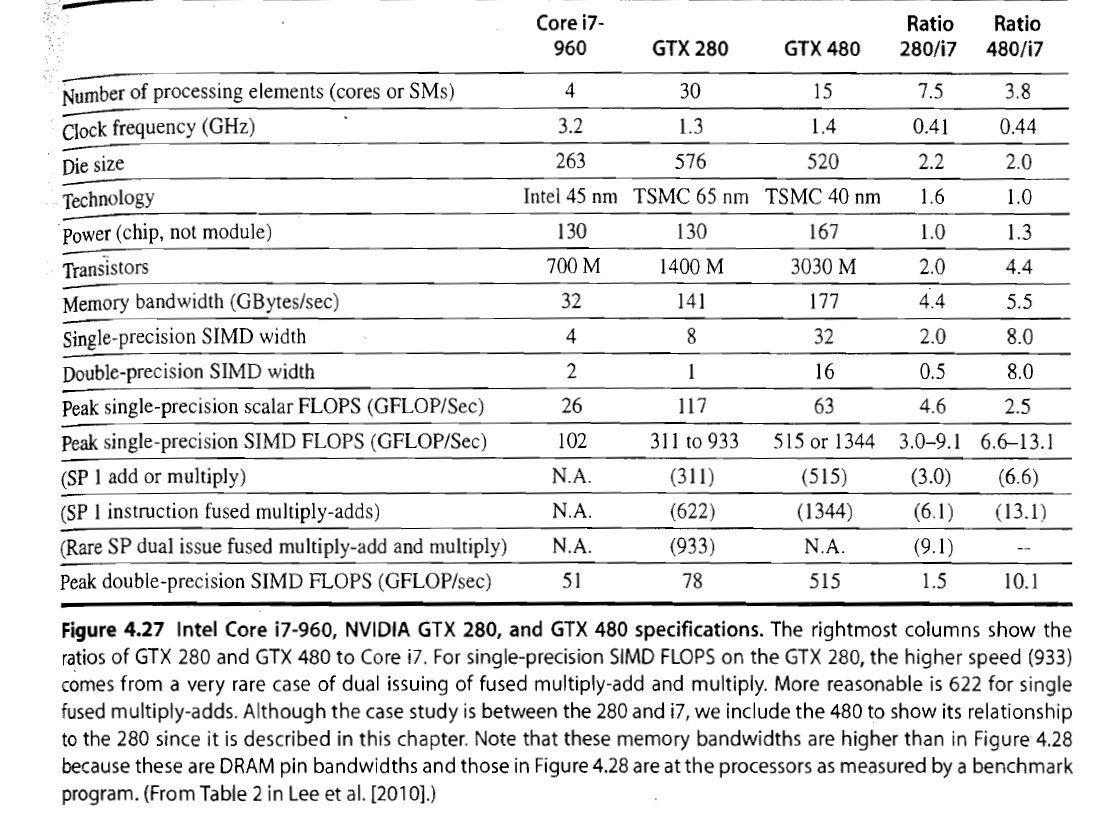 Core i7-960 GTX 280 GTX 480 Ratio 280/i7 Ratio 480/i7
Number of processing elements (cores or SMs) 4 30 15 7.5 3.8
Clock frequency (GHz) 3.2 1.3 1.4 0.41 0.44
Die size 263 576 520 2.2 2.0
Technology Intel 45 nm TSMC 65 nm TSMC 40 nm 1.6 1.0
Power (chip, not module) 130 130 167 1.0 1.3
Transistors 700 M 1400 M 3030 M 2.0 4.4
Memory bandwidth (GBytes/sec) 32 141 177 4.4 5.5
Single-precision SIMD width 4 8 32 2.0 8.0
Double-precision SIMD width 2 1 16 0.5 8.0
Peak single-precision scalar FLOPS (GFLOP/Sec) 26 117 63 4.6 2.5
Peak single-precision SIMD FLOPS (GFLOP/Sec) 102 311 to 933 515 or 1344 3.0–9.1 6.6–13.1
(SP 1 add or multiply) N.A. (311) (515) (3.0) (6.6)
(SP 1 instruction fused multiply-adds) N.A. (622) (1344) (6.1) (13.1)
(Rare SP dual issue fused multiply-add and multiply) N.A. (933) N.A. (9.1) --
Peak double-precision SIMD FLOPS (GFLOP/sec) 51 78 515 1.5 10.1
Figure 4.27 Intel Core i7-960, NVIDIA GTX 280, and GTX 480 specifications. The rightmost columns show the
ratios of GTX 280 and GTX 480 to Core i7. For single-precision SIMD FLOPS on the GTX 280, the higher speed (933)
comes from a very rare case of dual issuing of fused multiply-add and multiply. More reasonable is 622 for single
fused multiply-adds. Although the case study is between the 280 and i7, we include the 480 to show its relationship
to the 280 since it is described in this chapter. Note that these memory bandwidths are higher than in Figure 4.28
because these are DRAM pin bandwidths and those in Figure 4.28 are at the processors as measured by a benchmark
program. (From Table 2 in Lee et al. [2010].)